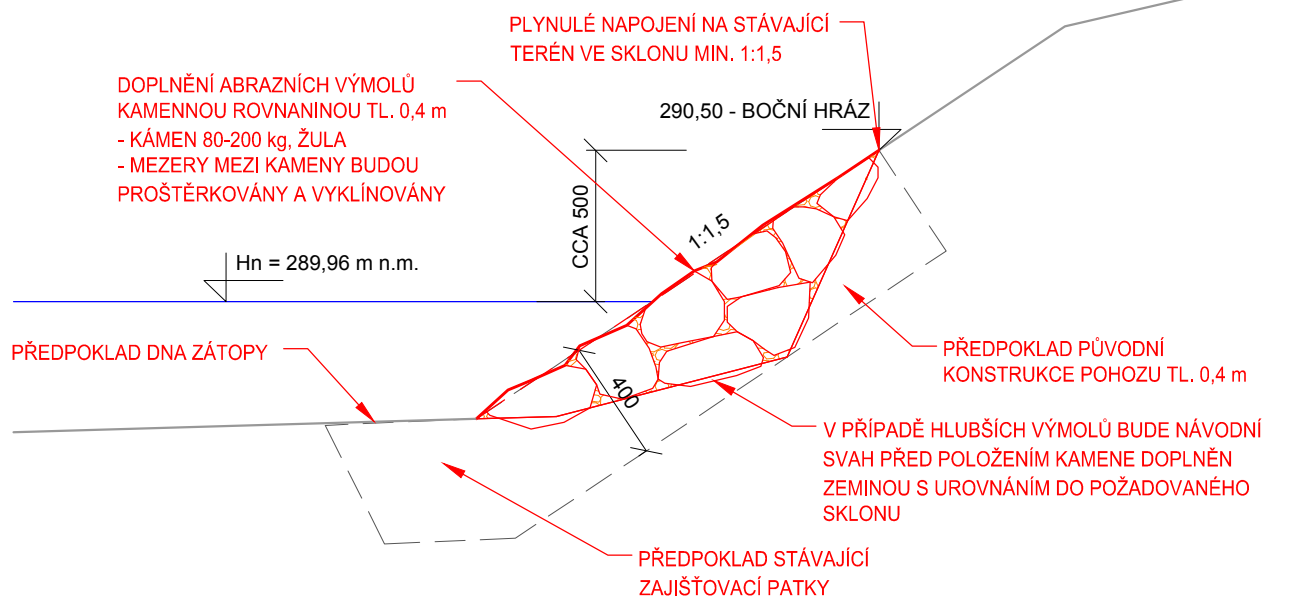 PLYNULÉ NAPOJENÍ NA STÁVAJÍCÍ
TERÉN VE SKLONU MIN. 1:1,5
DOPLNĚNÍ ABRAZNÍCH VÝMOLŮ
KAMENNOU ROVNANINOU TL. 0,4 m
- KÁMEN 80-200 kg, ŽULA
- MEZERY MEZI KAMENY BUDOU
PROŠTĚRKOVÁNY A VYKLÍNOVÁNY
290,50 - BOČNÍ HRÁZ
CCA 500
1:1,5
Hn = 289,96 m n.m.
PŘEDPOKLAD DNA ZÁTOPY
400
PŘEDPOKLAD PŮVODNÍ
KONSTRUKCE POHOZU TL. 0,4 m
V PŘÍPADĚ HLUBŠÍCH VÝMOLŮ BUDE NÁVODNÍ
SVAH PŘED POLOŽENÍM KAMENE DOPLNĚN
ZEMINOU S UROVNÁNÍM DO POŽADOVANÉHO
SKLONU
PŘEDPOKLAD STÁVAJÍCÍ
ZAJIŠŤOVACÍ PATKY